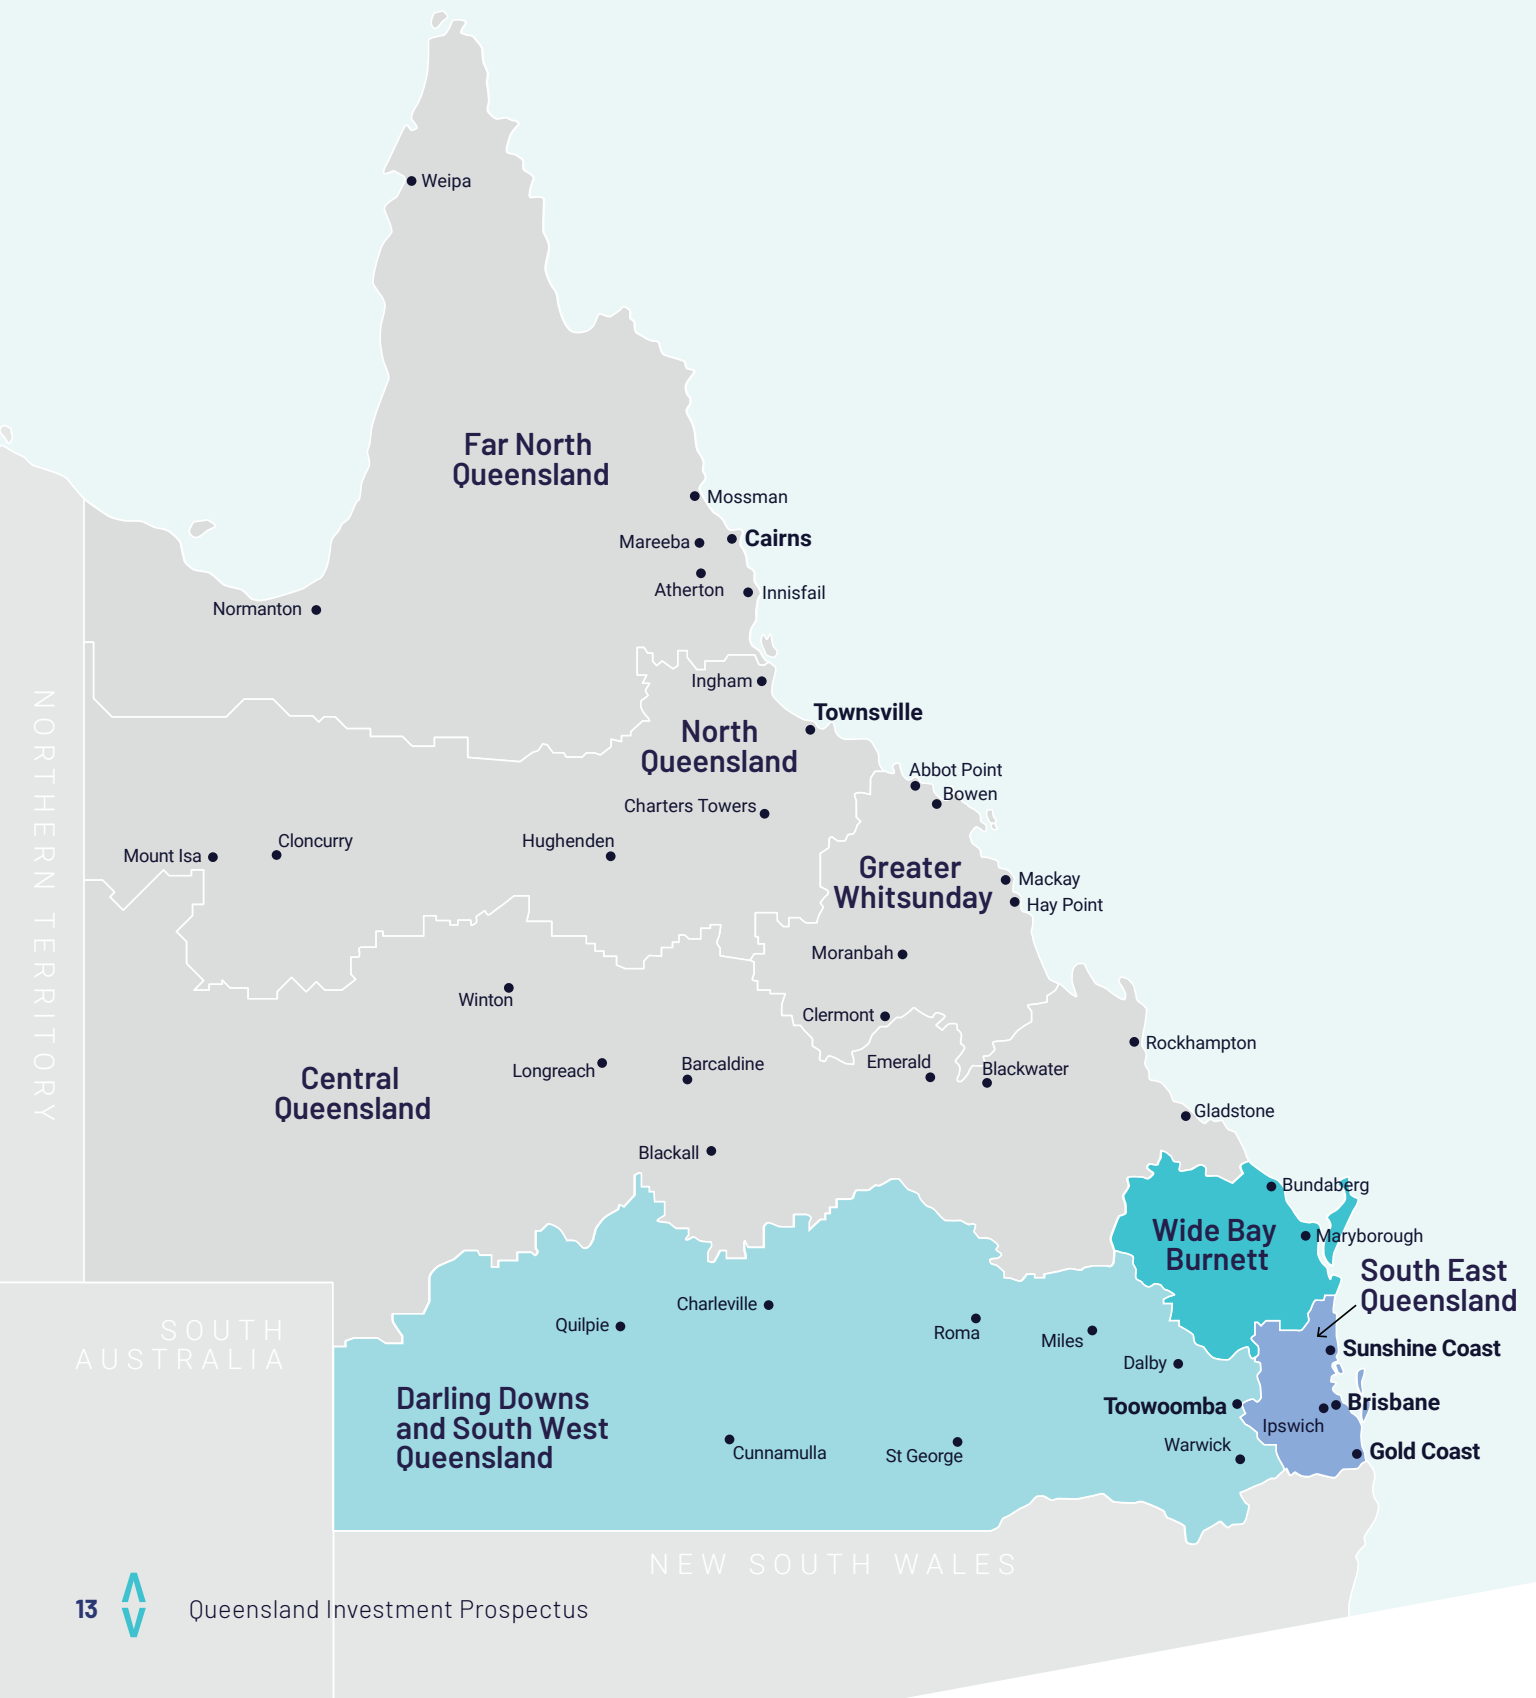 Weipa
Far North
Queensland
Mossman
Cairns
Mareeba
Atherton
Innisfail
Normanton
Ingham
Townsville
North
Queensland
Abbot Point
Bowen
Charters Towers
Hughenden
Cloncurry
Mount Isa
Greater
Whitsunday
Mackay
Hay Point
Moranbah
Clermont
Winton
Longreach
Barcaldine
Emerald
Blackwater
Rockhampton
Central
Queensland
Gladstone
Blackall
Bundaberg
Wide Bay
Burnett
Maryborough
South East
Queensland
Charleville
Quilpie
Roma
Miles
Dalby
Sunshine Coast
Toowoomba
Brisbane
Ipswich
Darling Downs
and South West
Queensland
Cunnamulla
St George
Warwick
Gold Coast
NORTHERN TERRITORY
SOUTH
AUSTRALIA
NEW SOUTH WALES
13
Queensland Investment Prospectus